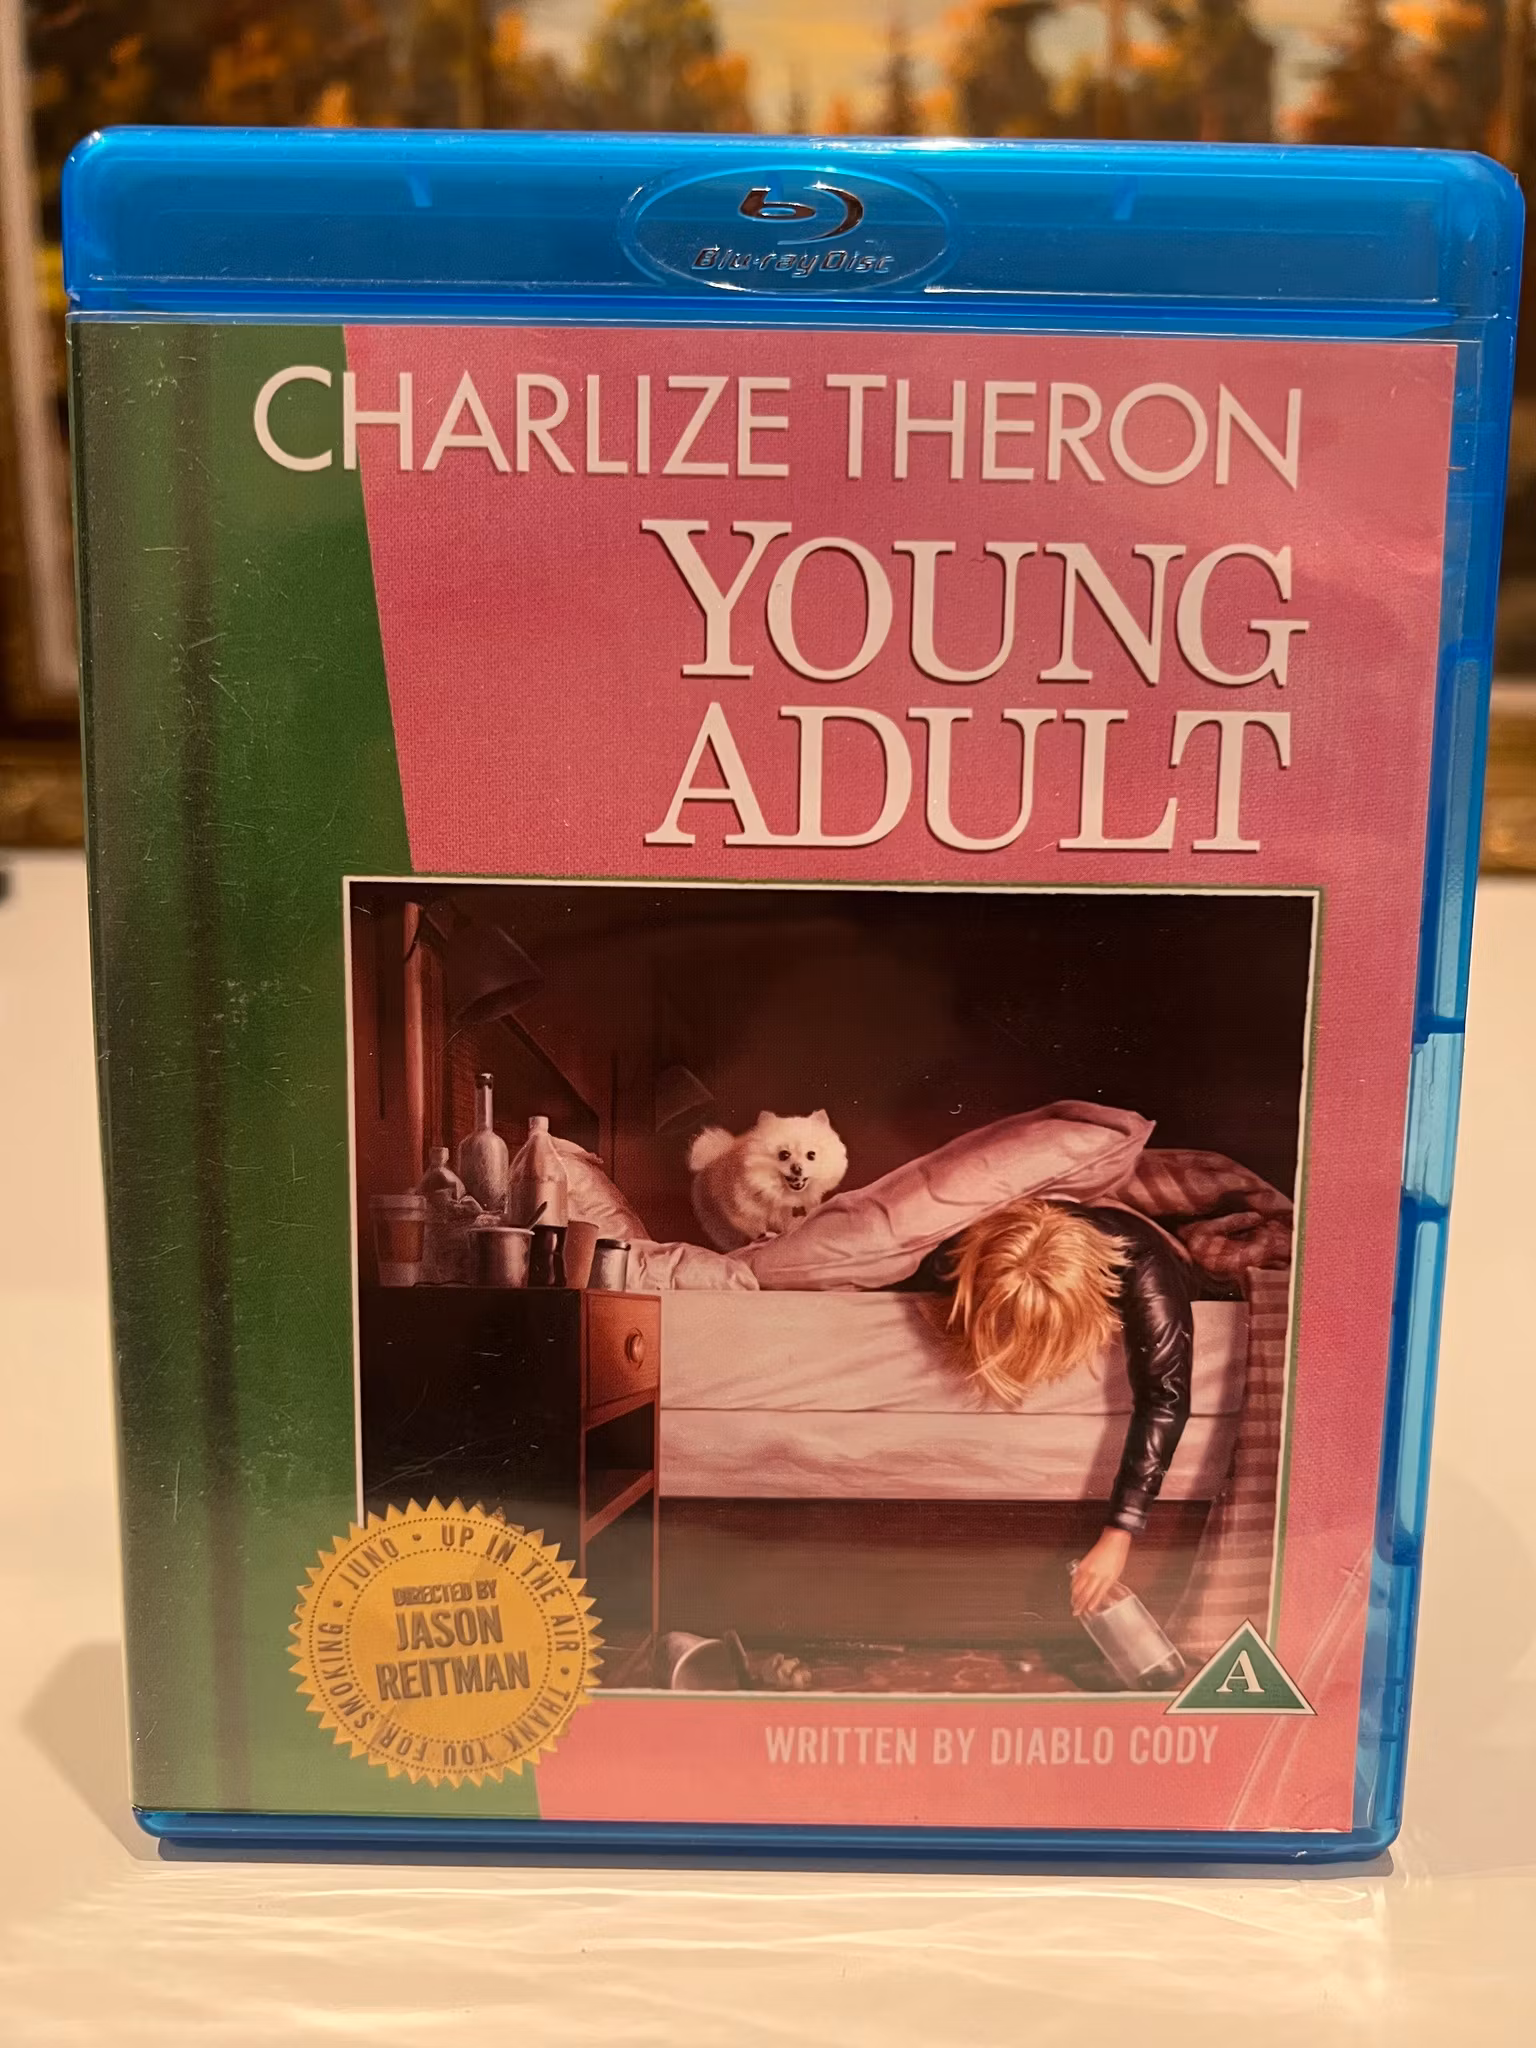 Blu-ray Disc
CHARLIZE THERON
YOUNG
ADULT
JUNO • UP IN THE AIR • THANK YOU FOR SMOKING •
DIRECTED BY
JASON
REITMAN
A
WRITTEN BY DIABLO CODY